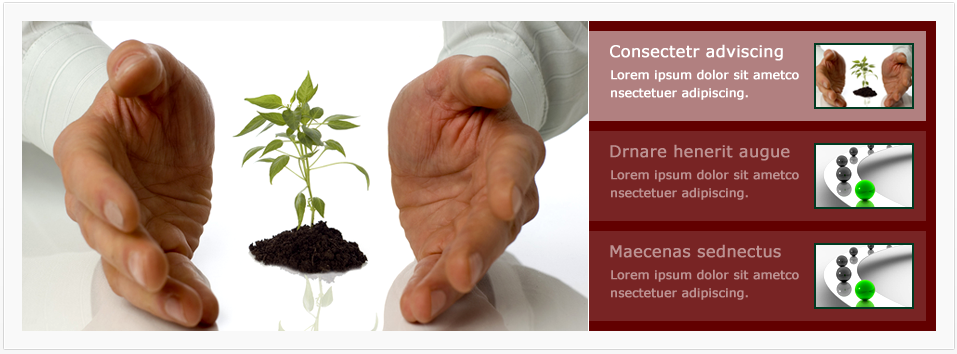 Consectetr adviscing
Lorem ipsum dolor sit ametco
nsectetuer adipiscing.
Drnare henerit augue
Lorem ipsum dolor sit ametco
nsectetuer adipiscing.
Maecenas sednectus
Lorem ipsum dolor sit ametco
nsectetuer adipiscing.